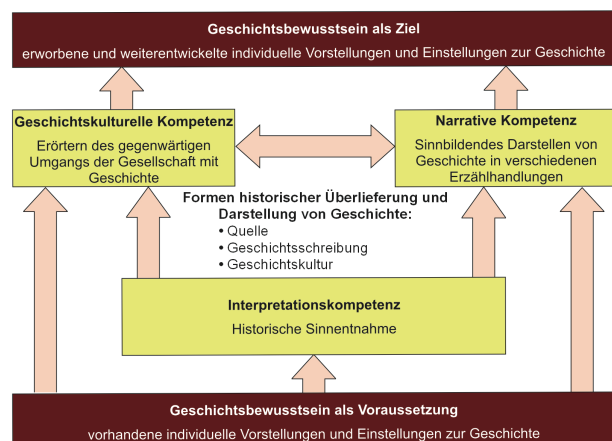 Geschichtsbewusstsein als Ziel
erworbene und weiterentwickelte individuelle Vorstellungen und Einstellungen zur Geschichte
Geschichtskulturelle Kompetenz
Erörtern des gegenwärtigen
Umgangs der Gesellschaft mit
Geschichte
Narrative Kompetenz
Sinnbildendes Darstellen von
Geschichte in verschiedenen
Erzählhandlungen
Formen historischer Überlieferung und
Darstellung von Geschichte:
• Quelle
• Geschichtsschreibung
• Geschichtskultur
Interpretationskompetenz
Historische Sinnentnahme
Geschichtsbewusstsein als Voraussetzung
vorhandene individuelle Vorstellungen und Einstellungen zur Geschichte